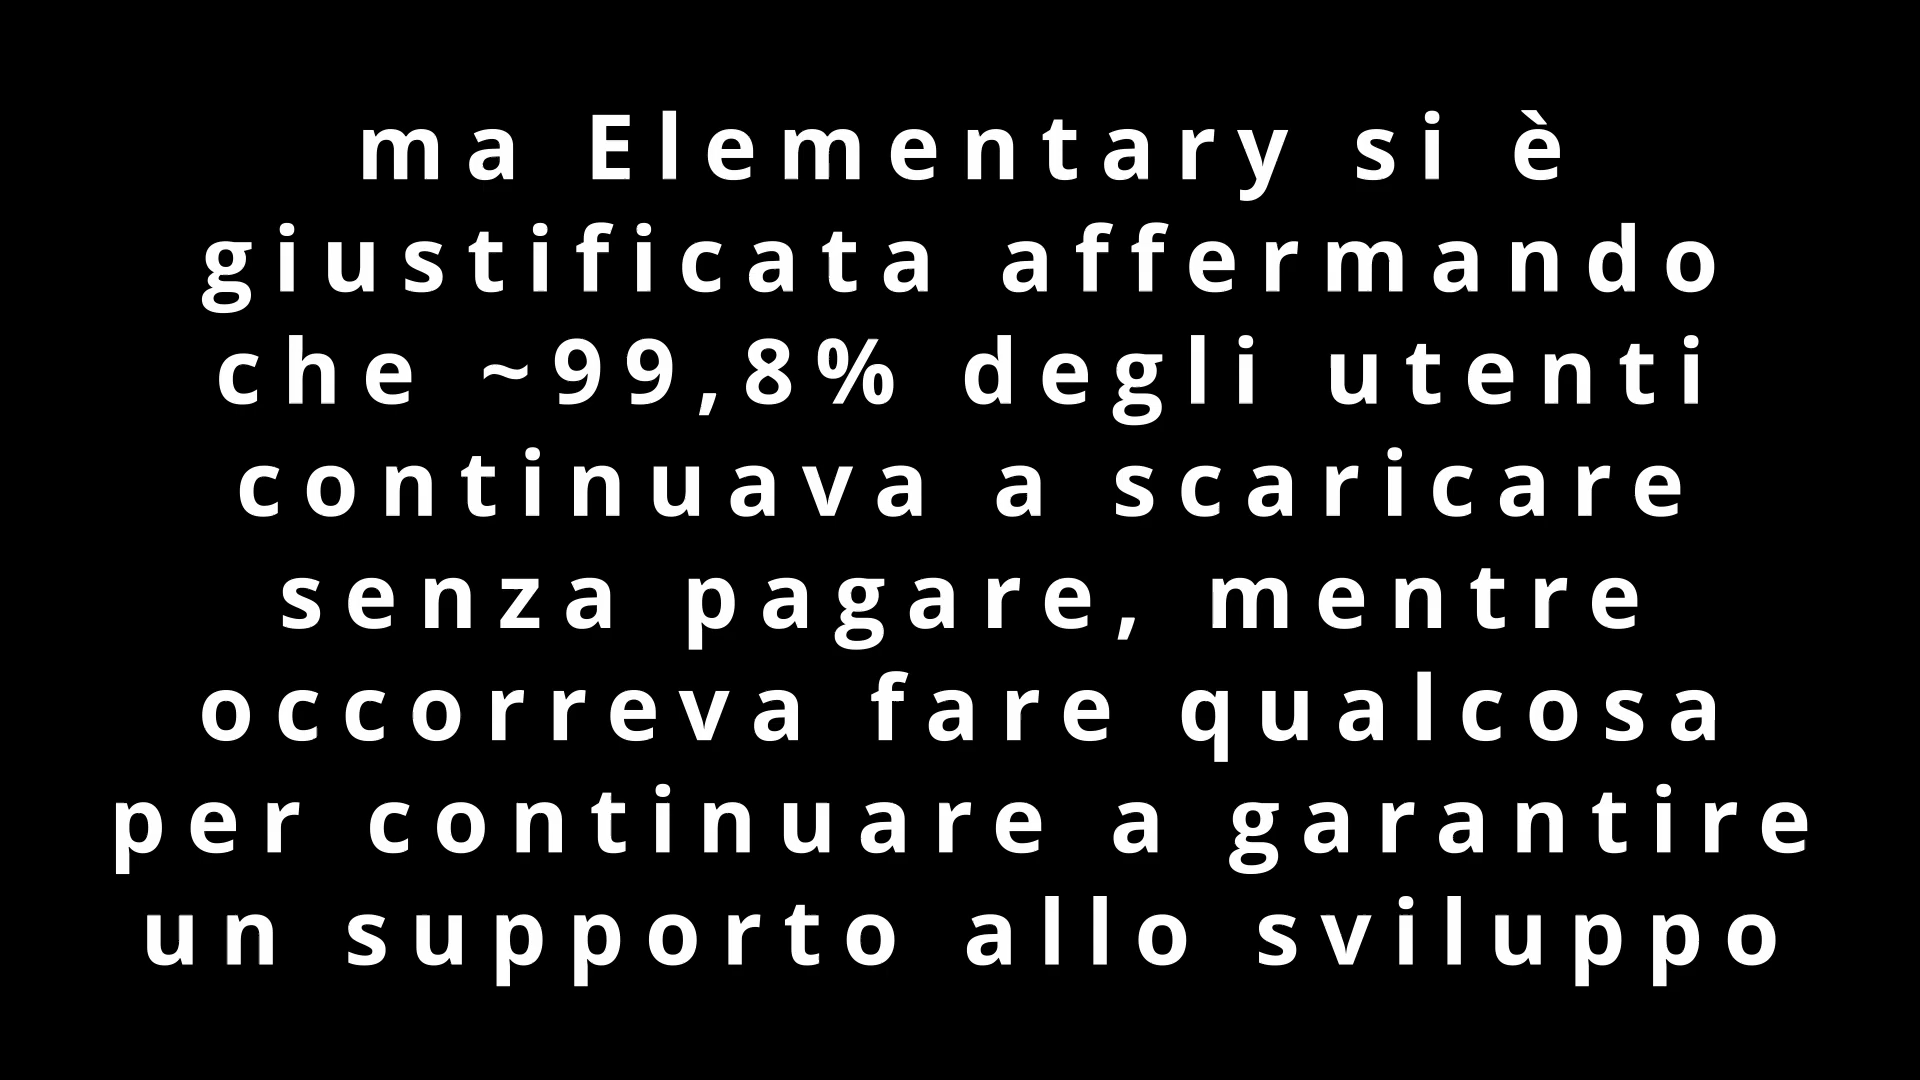 ma Elementary si è
giustificata affermando
che ~99,8% degli utenti
continuava a scaricare
senza pagare, mentre
occorreva fare qualcosa
per continuare a garantire
un supporto allo sviluppo